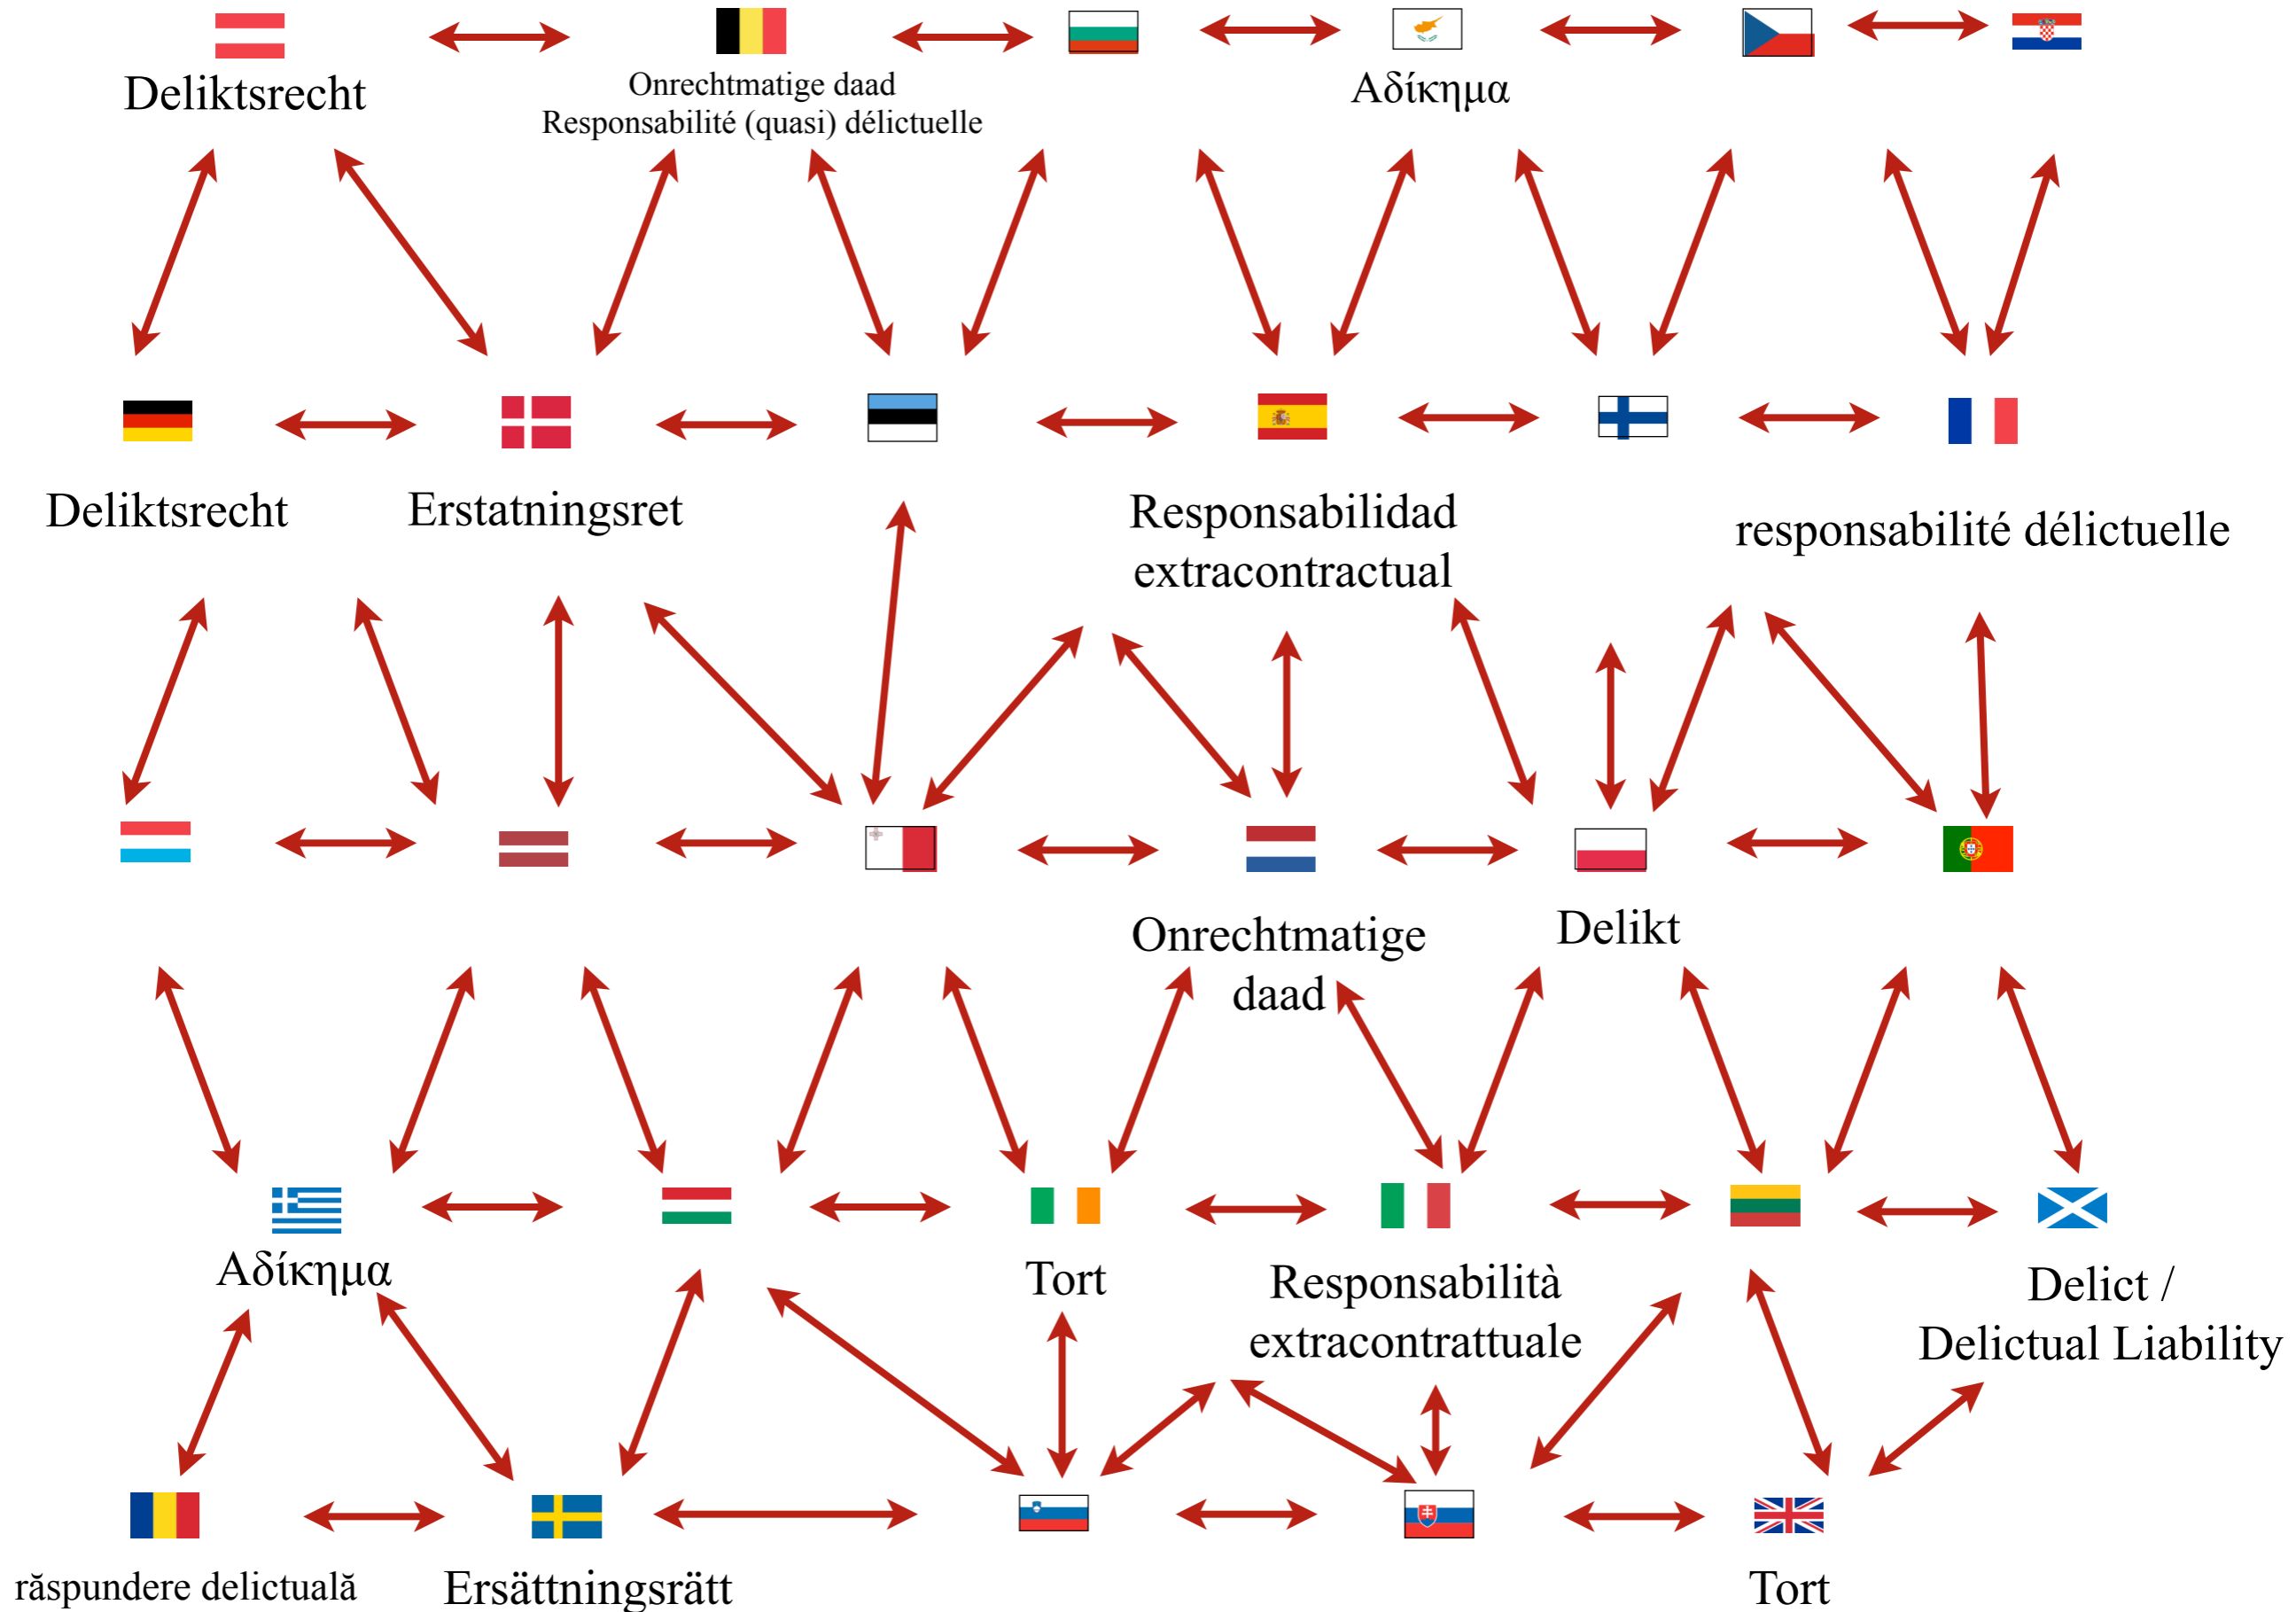 Deliktsrecht
Onrechtmatige daad
Responsabilité (quasi) délictuelle
Αδίκημα
Deliktsrecht
Erstatningsret
Responsabilidad
extracontractual
responsabilité délictuelle
Onrechtmatige
daad
Delikt
Αδίκημα
Tort
Responsabilità
extracontrattuale
Delict /
Delictual Liability
răspundere delictuală
Ersättningsrätt
Tort